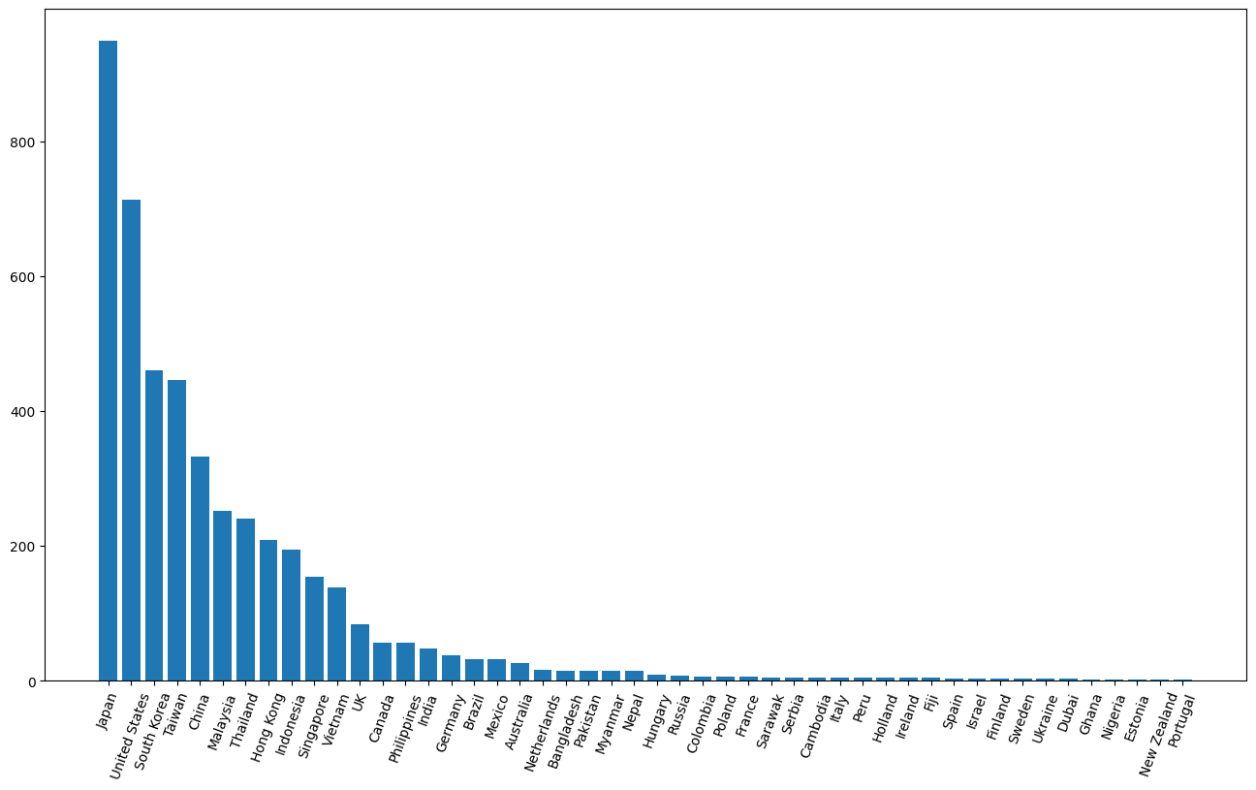 800
600
400
200
0
Japan
United States
South Korea
Taiwan
China
Malaysia
Thailand
Hong Kong
Indonesia
Singapore
Vietnam
UK
Canada
Philippines
India
Germany
Brazil
Mexico
Australia
Netherlands
Bangladesh
Pakistan
Myanmar
Nepal
Hungary
Russia
Colombia
Poland
France
Sarawak
Serbia
Cambodia
Italy
Peru
Holland
Ireland
Fiji
Spain
Israel
Finland
Sweden
Ukraine
Dubai
Ghana
Nigeria
Estonia
New Zealand
Portugal